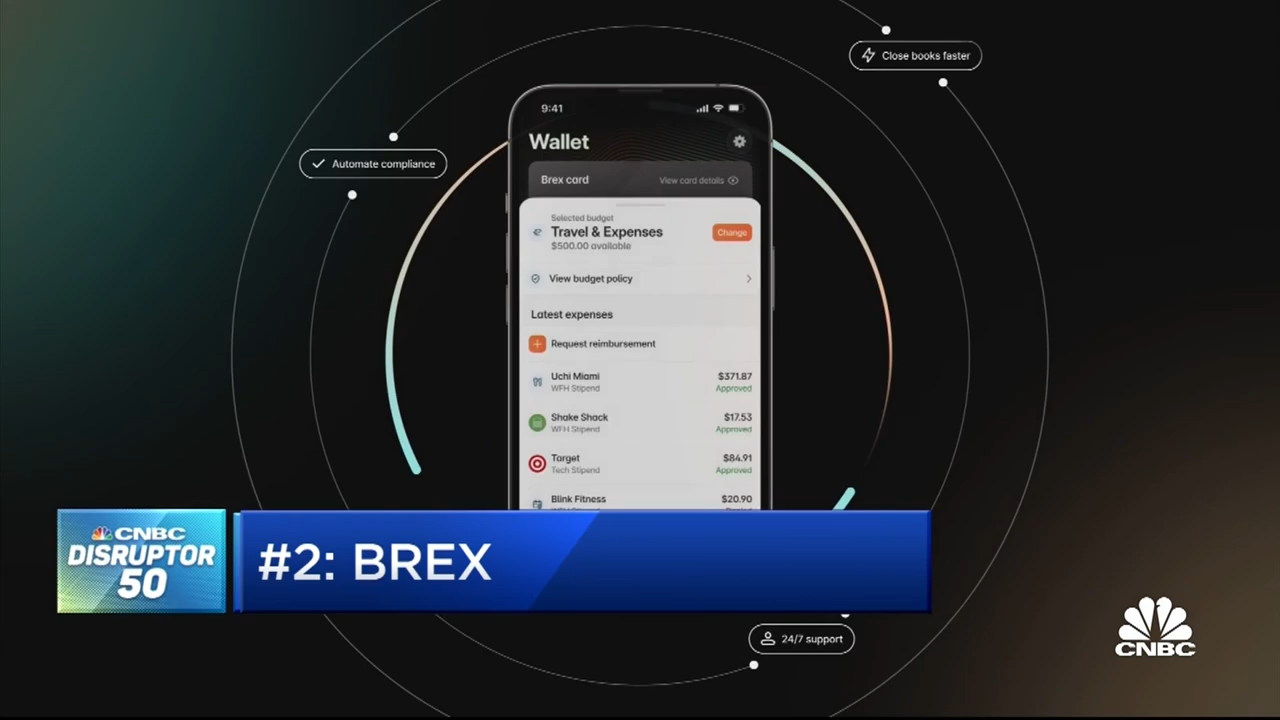 Close books faster
Automate compliance
9:41
Wallet
Brex card
View card details
Selected budget
Travel & Expenses
$500.00 available
Change
View budget policy
Latest expenses
Request reimbursement
Uchi Miami
$371.87
WFH Stipend
Approved
Shake Shack
$17.53
WFH Stipend
Approved
Target
$84.91
Tech Stipend
Approved
Blink Fitness
$20.90
CNBC
DISRUPTOR
50
#2: BREX
24/7 support
CNBC